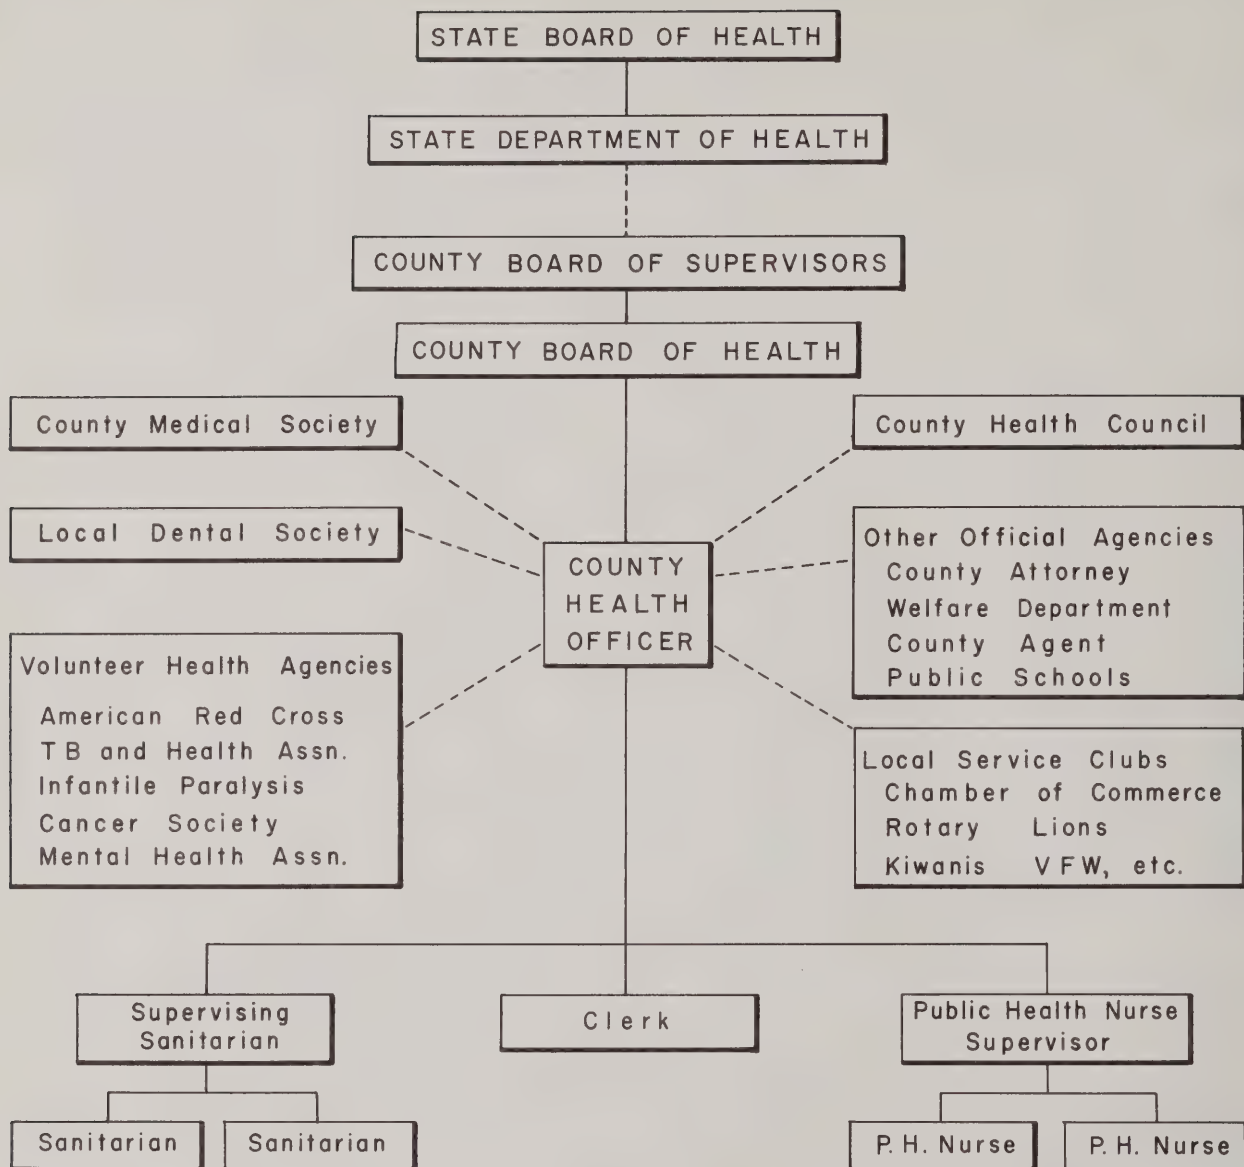 STATE BOARD OF HEALTH
STATE DEPARTMENT OF HEALTH
COUNTY BOARD OF SUPERVISORS
COUNTY BOARD OF HEALTH
County Medical Society
County Health Council
Local Dental Society
COUNTY
HEALTH
OFFICER
Other Official Agencies
County Attorney
Welfare Department
County Agent
Public Schools
Volunteer Health Agencies
American Red Cross
TB and Health Assn.
Infantile Paralysis
Cancer Society
Mental Health Assn.
Local Service Clubs
Chamber of Commerce
Rotary Lions
Kiwanis VFW, etc.
Supervising
Sanitarian
Clerk
Public Health Nurse
Supervisor
Sanitarian
Sanitarian
P.H. Nurse
P.H. Nurse